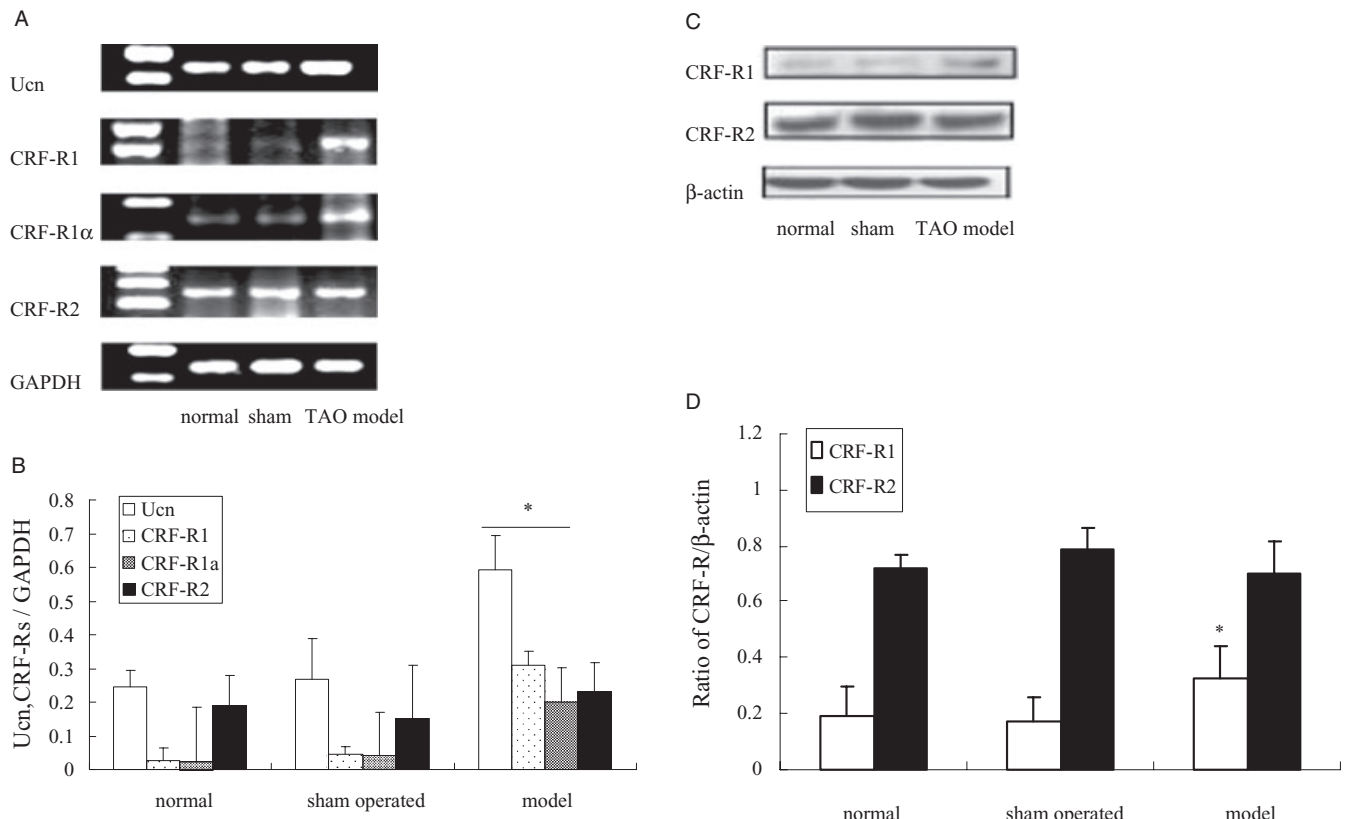 A
Ucn
CRF-R1
CRF-R1α
CRF-R2
GAPDH
normal sham TAO model
B
Ucn,CRF-Rs / GAPDH
0.8
0.7
0.6
0.5
0.4
0.3
0.2
0.1
0
Ucn
CRF-R1
CRF-R1a
CRF-R2
*
normal sham operated model
C
CRF-R1
CRF-R2
β-actin
normal sham TAO model
D
Ratio of CRF-R/β-actin
1.2
1
0.8
0.6
0.4
0.2
0
CRF-R1
CRF-R2
*
normal sham operated model